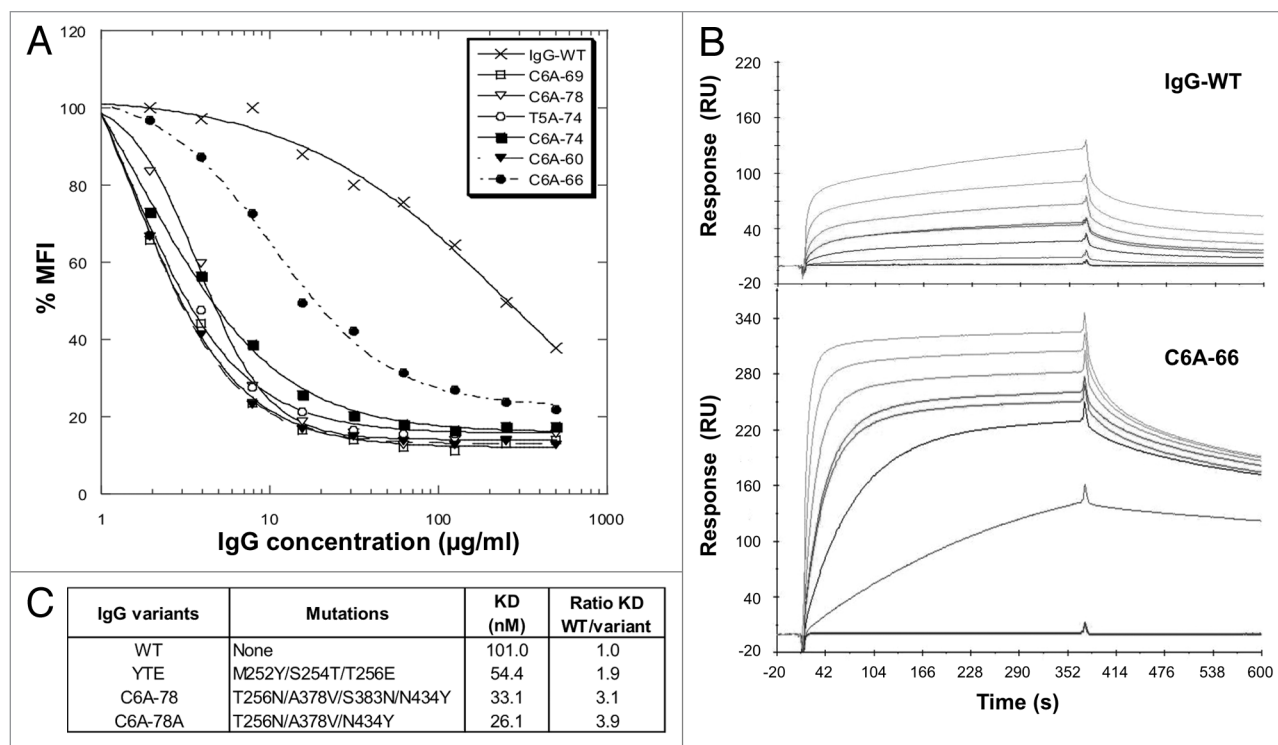 A
120
100
80
60
40
20
0
% MFI
1
10
100
1000
IgG concentration (µg/ml)
IgG-WT
C6A-69
C6A-78
T5A-74
C6A-74
C6A-60
C6A-66
B
220
160
100
40
-20
Response (RU)
IgG-WT
340
280
220
160
100
40
-20
Response (RU)
C6A-66
-20 42 104 166 228 290 352 414 476 538 600
Time (s)
C
IgG variants Mutations KD (nM) Ratio KD WT/variant
WT None 101.0 1.0
YTE M252Y/S254T/T256E 54.4 1.9
C6A-78 T256N/A378V/S383N/N434Y 33.1 3.1
C6A-78A T256N/A378V/N434Y 26.1 3.9